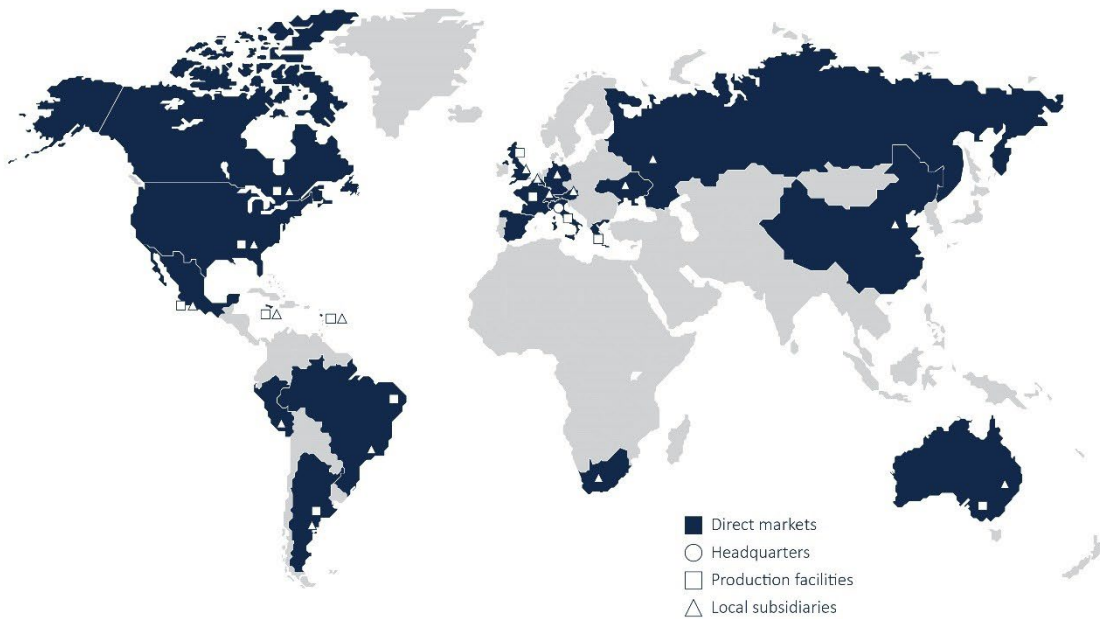 Direct markets
Headquarters
Production facilities
Local subsidiaries